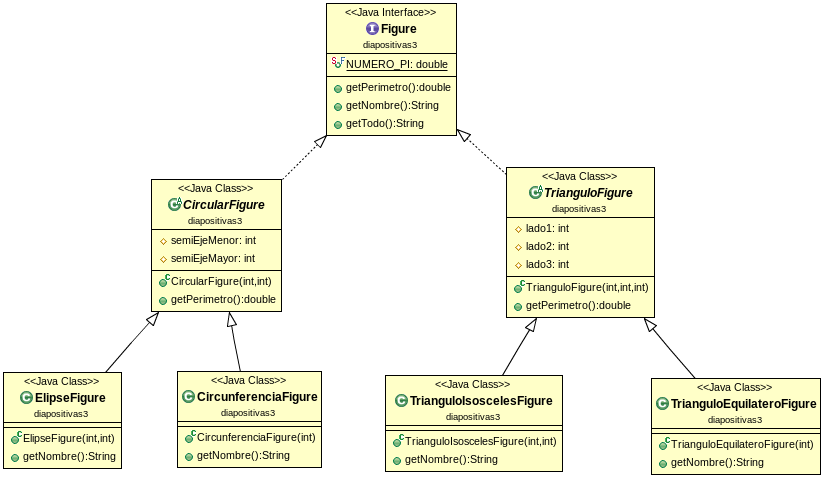 <<Java Interface>>
Figure
diapositivas3
NUMERO_PI: double
getPerimetro():double
getNombre():String
getTodo():String
<<Java Class>>
CircularFigure
diapositivas3
semiEjeMenor: int
semiEjeMayor: int
CircularFigure(int,int)
getPerimetro():double
<<Java Class>>
TrianguloFigure
diapositivas3
lado1: int
lado2: int
lado3: int
TrianguloFigure(int,int,int)
getPerimetro():double
<<Java Class>>
ElipseFigure
diapositivas3
ElipseFigure(int,int)
getNombre():String
<<Java Class>>
CircunferenciaFigure
diapositivas3
CircunferenciaFigure(int)
getNombre():String
<<Java Class>>
TrianguloIsoscelesFigure
diapositivas3
TrianguloIsoscelesFigure(int,int)
getNombre():String
<<Java Class>>
TrianguloEquilateroFigure
diapositivas3
TrianguloEquilateroFigure(int)
getNombre():String